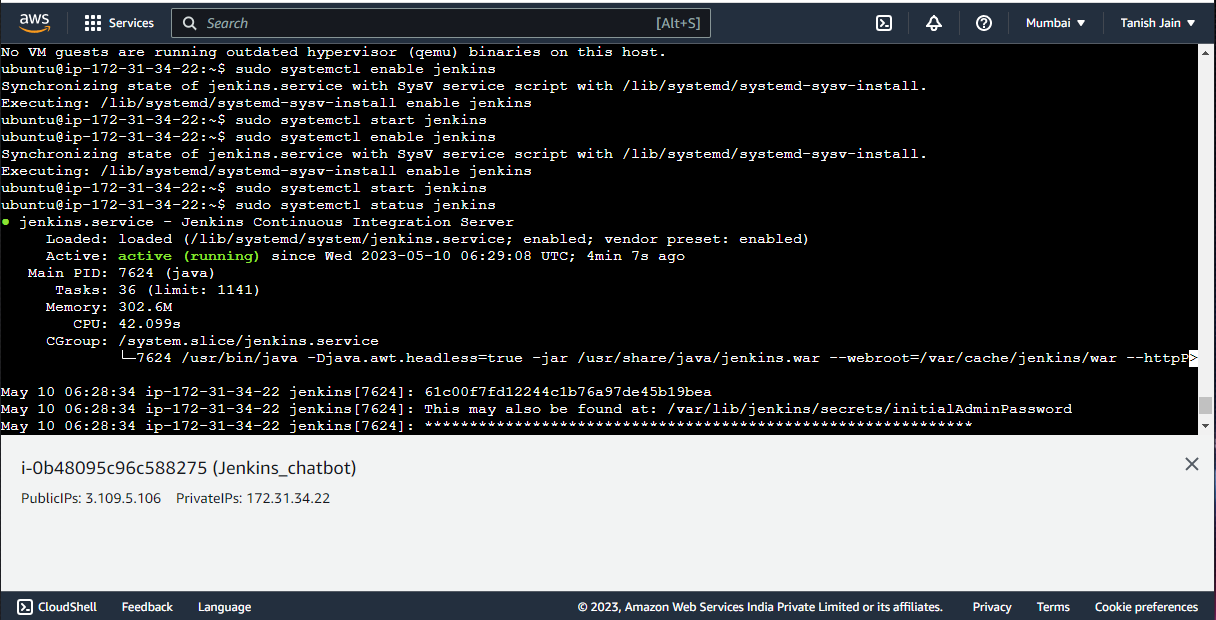 aws Services Search [Alt+S] Mumbai Tanish Jain
No VM guests are running outdated hypervisor (qemu) binaries on this host.
ubuntu@ip-172-31-34-22:~$ sudo systemctl enable jenkins
Synchronizing state of jenkins.service with SysV service script with /lib/systemd/systemd-sysv-install.
Executing: /lib/systemd/systemd-sysv-install enable jenkins
ubuntu@ip-172-31-34-22:~$ sudo systemctl start jenkins
ubuntu@ip-172-31-34-22:~$ sudo systemctl enable jenkins
Synchronizing state of jenkins.service with SysV service script with /lib/systemd/systemd-sysv-install.
Executing: /lib/systemd/systemd-sysv-install enable jenkins
ubuntu@ip-172-31-34-22:~$ sudo systemctl start jenkins
ubuntu@ip-172-31-34-22:~$ sudo systemctl status jenkins
● jenkins.service - Jenkins Continuous Integration Server
Loaded: loaded (/lib/systemd/system/jenkins.service; enabled; vendor preset: enabled)
Active: active (running) since Wed 2023-05-10 06:29:08 UTC; 4min 7s ago
Main PID: 7624 (java)
Tasks: 36 (limit: 1141)
Memory: 302.6M
CPU: 42.099s
CGroup: /system.slice/jenkins.service
└─7624 /usr/bin/java -Djava.awt.headless=true -jar /usr/share/java/jenkins.war --webroot=/var/cache/jenkins/war --httpP>
May 10 06:28:34 ip-172-31-34-22 jenkins[7624]: 61c00f7fd12244c1b76a97de45b19bea
May 10 06:28:34 ip-172-31-34-22 jenkins[7624]: This may also be found at: /var/lib/jenkins/secrets/initialAdminPassword
May 10 06:28:34 ip-172-31-34-22 jenkins[7624]: *************************************************************
i-0b48095c96c588275 (Jenkins_chatbot)
PublicIPs: 3.109.5.106 PrivateIPs: 172.31.34.22
CloudShell Feedback Language © 2023, Amazon Web Services India Private Limited or its affiliates. Privacy Terms Cookie preferences